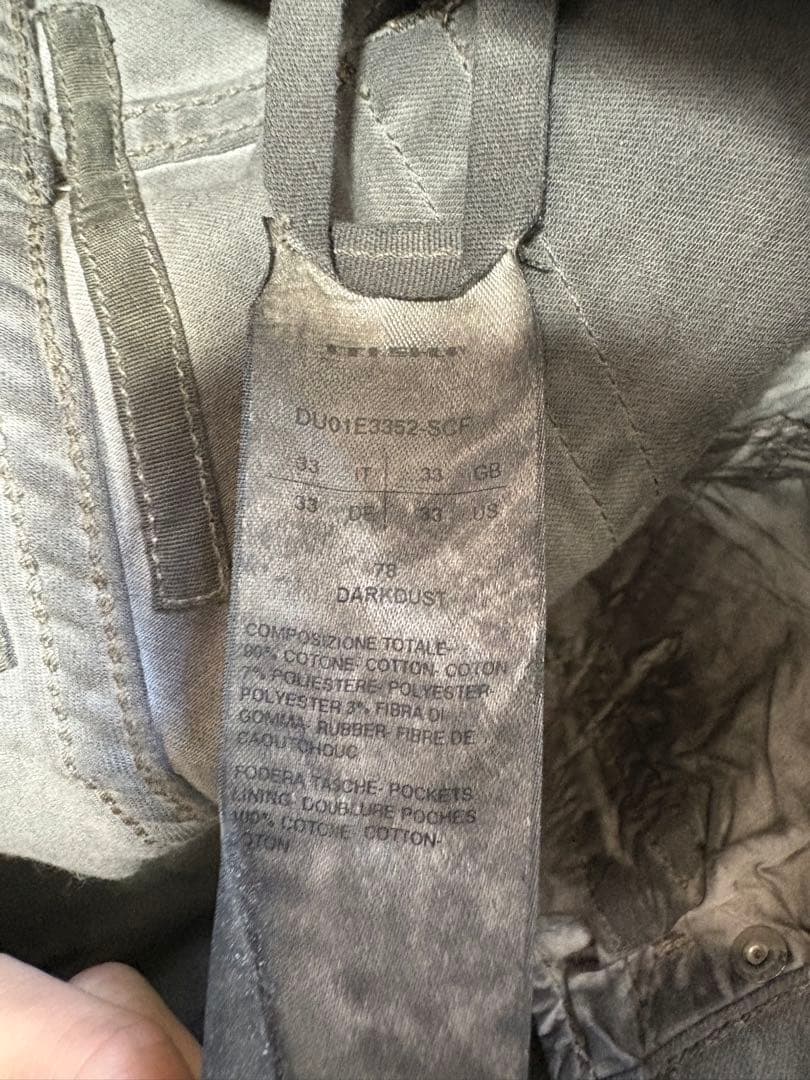 DU01E3352-SCF
33 IT 33 GB
33 DE 33 US
78
DARKDUST
COMPOSIZIONE TOTALE-
90% COTONE- COTTON- COTON
7% POLIESTERE- POLYESTER-
POLYESTER 3% FIBRA DI
GOMMA- RUBBER- FIBRE DE
CAOUTCHOUC
FODERA TASCHE- POCKETS
LINING- DOUBLURE POCHES
100% COTONE- COTTON-
COTON